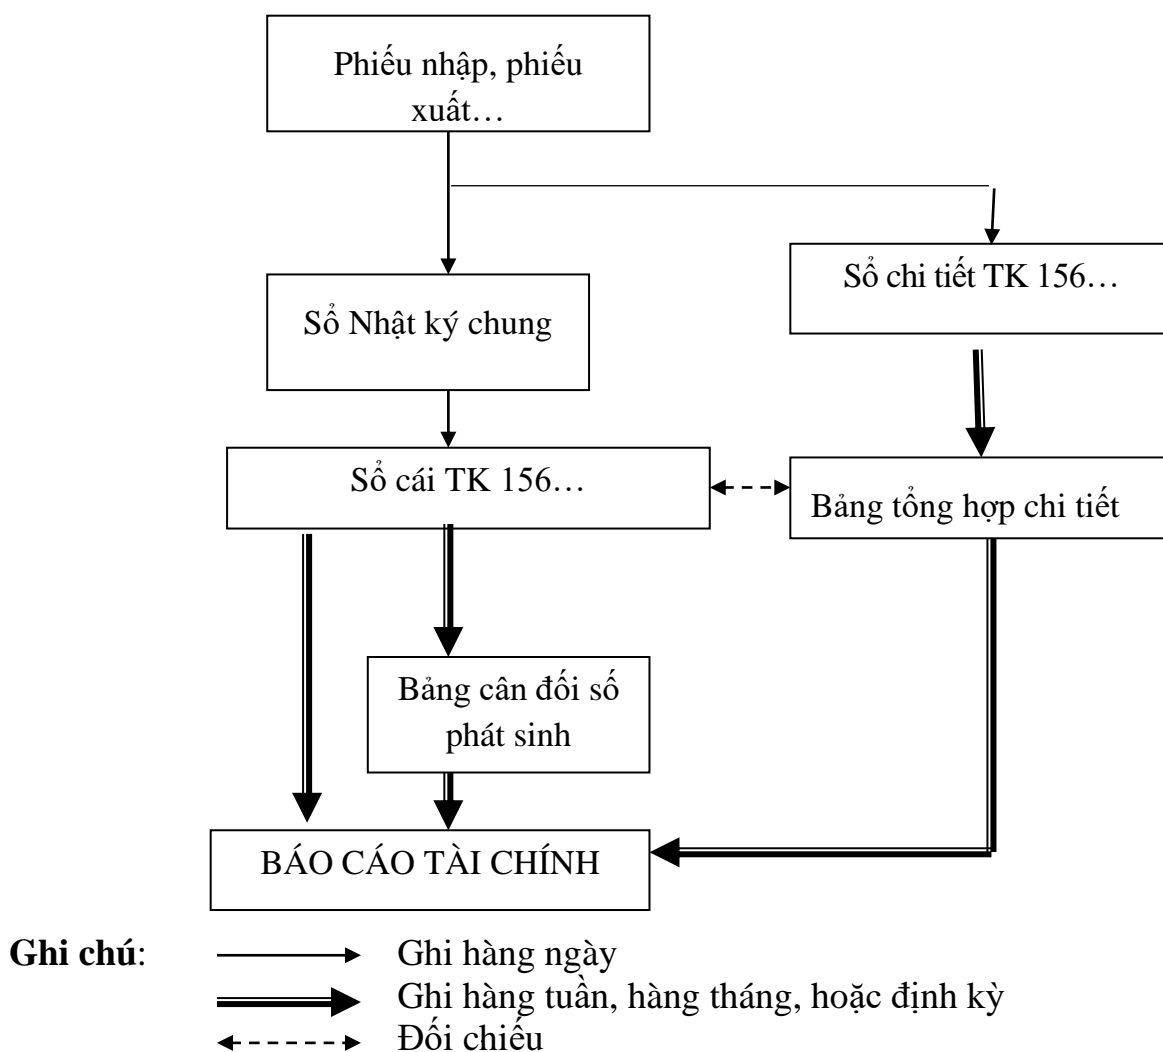 Phiếu nhập, phiếu
xuất…
Sổ chi tiết TK 156…
Sổ Nhật ký chung
Sổ cái TK 156…
Bảng tổng hợp chi tiết
Bảng cân đối số
phát sinh
BÁO CÁO TÀI CHÍNH
Ghi chú:
Ghi hàng ngày
Ghi hàng tuần, hàng tháng, hoặc định kỳ
Đối chiếu